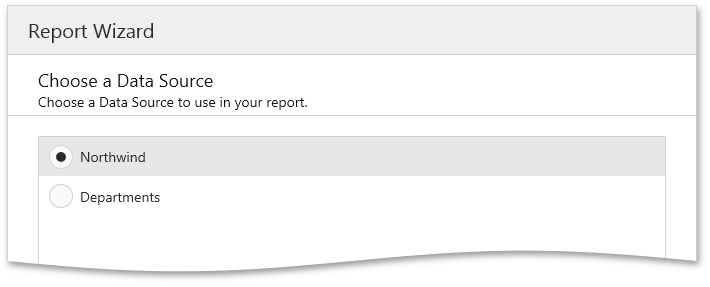 Report Wizard
Choose a Data Source
Choose a Data Source to use in your report.
Northwind
Departments